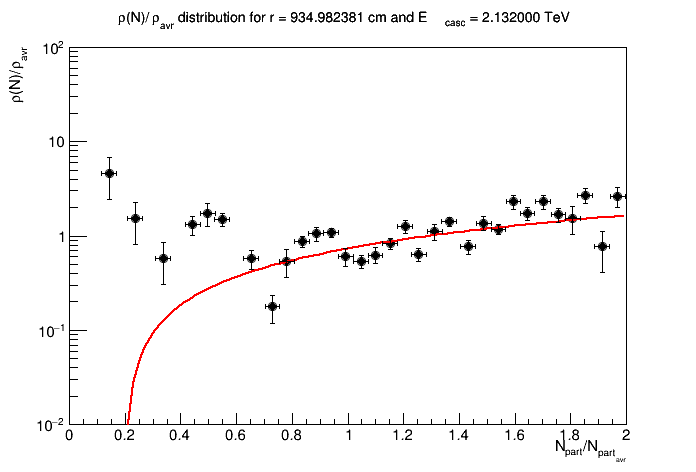 ρ(N)/ρavr distribution for r = 934.982381 cm and E casc = 2.132000 TeV
ρ(N)/ρavr
10²
10
1
10⁻¹
10⁻²
0 0.2 0.4 0.6 0.8 1 1.2 1.4 1.6 1.8 2
Npart/Npartavr